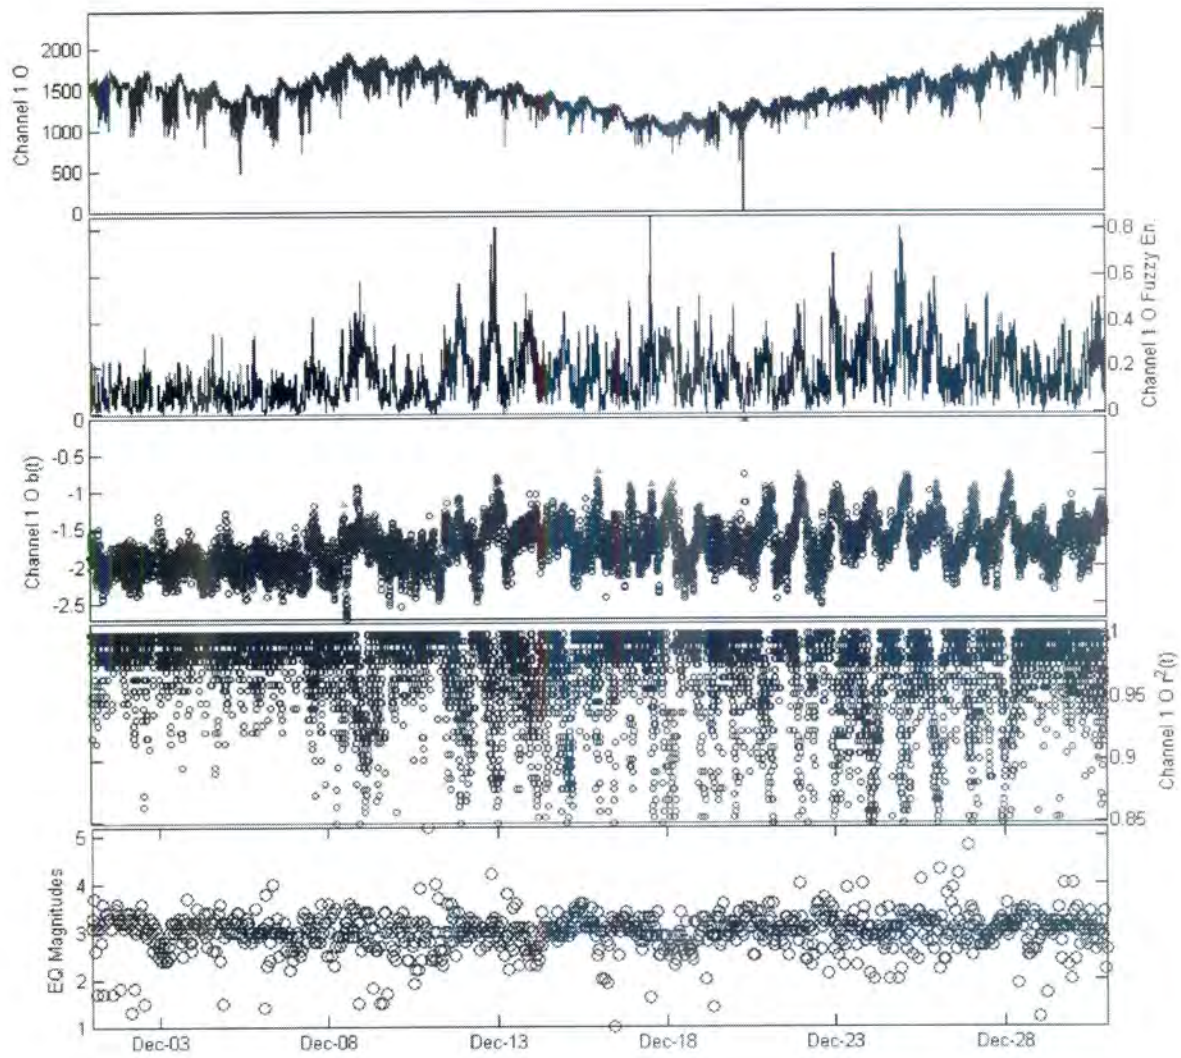 Channel 1 O
2000
1500
1000
500
0
Channel 1 O Fuzzy En.
0.8
0.6
0.4
0.2
0
Channel 1 O b(t)
0
-0.5
-1
-1.5
-2
-2.5
Channel 1 O r²(t)
1
0.95
0.9
0.85
EQ Magnitudes
5
4
3
2
1
Dec-03
Dec-08
Dec-13
Dec-18
Dec-23
Dec-28